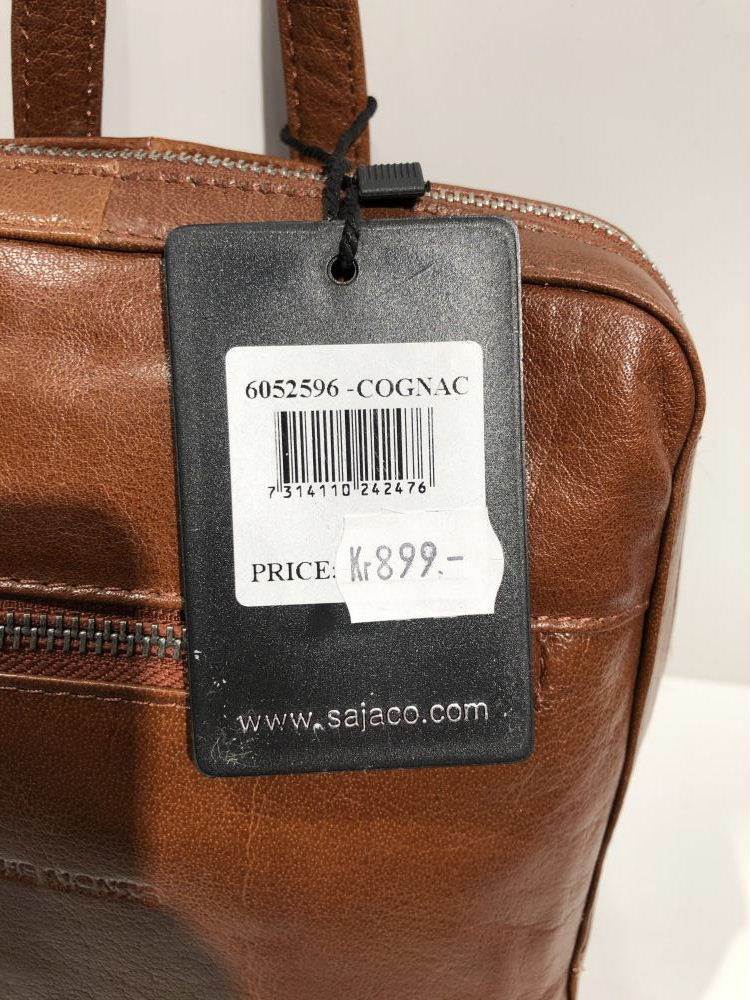 6052596 -COGNAC
7 314110 242476
PRICE: Kr899.-
www.sajaco.com